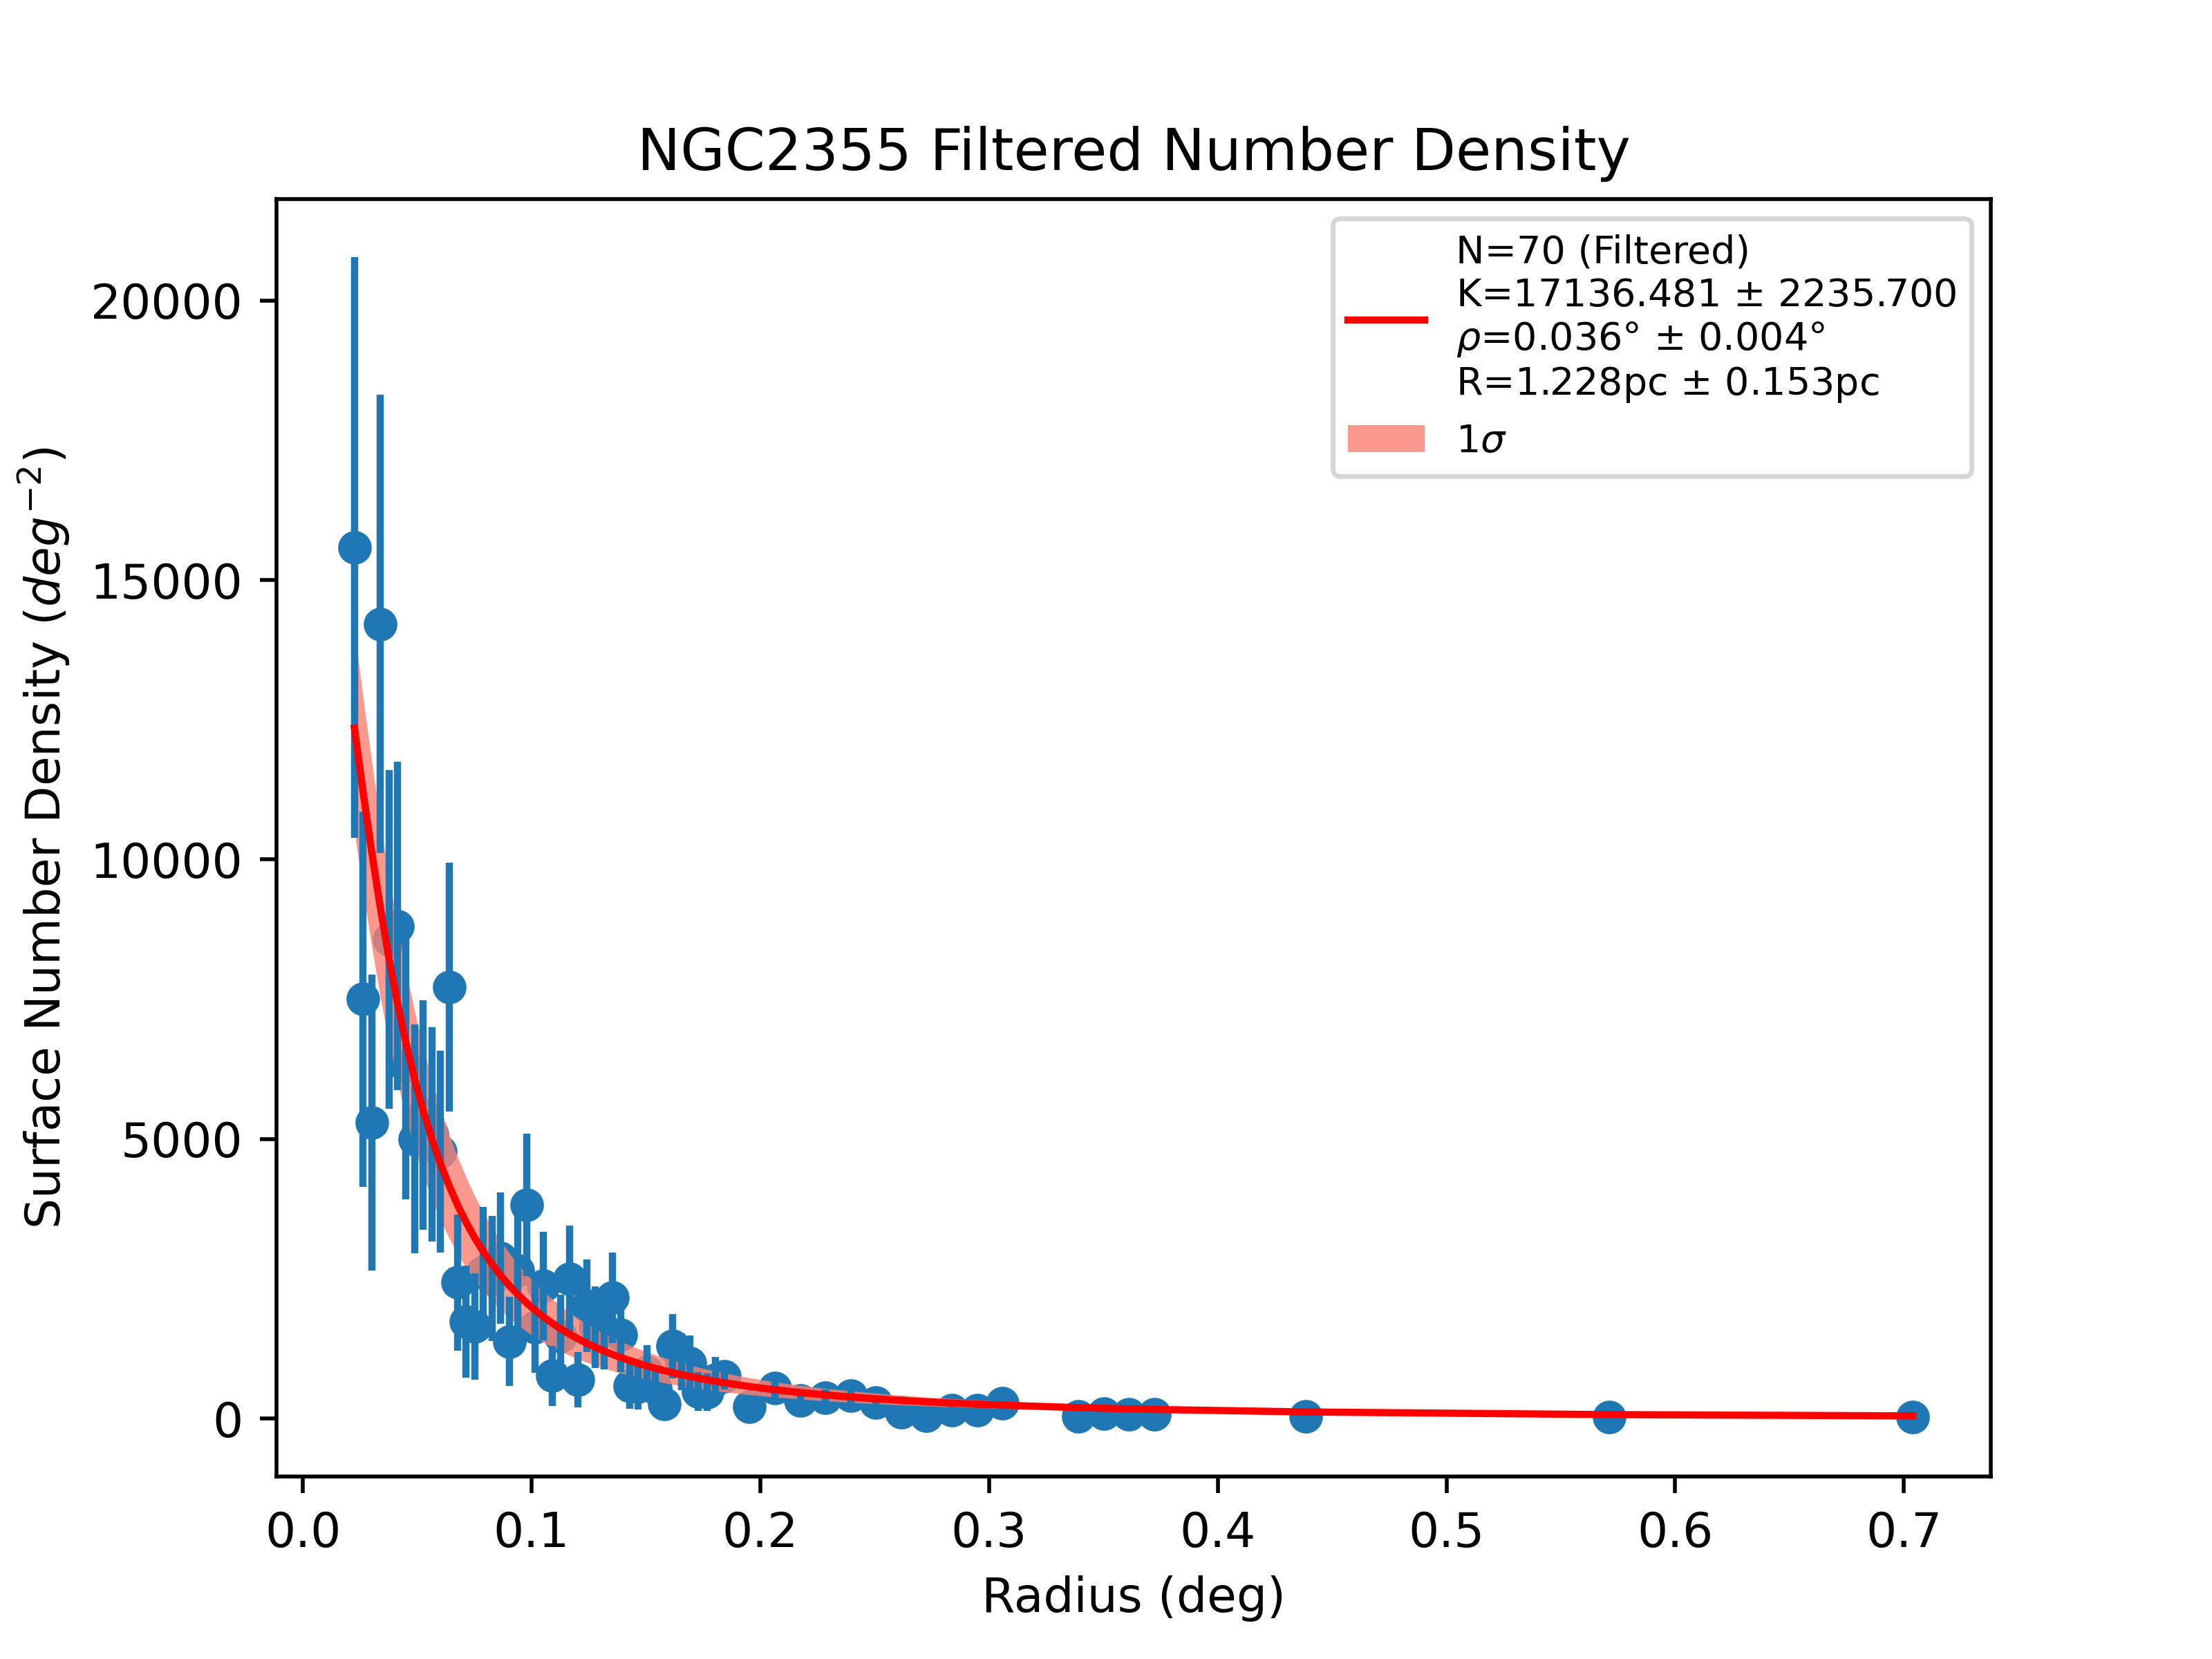 NGC2355 Filtered Number Density
N=70 (Filtered)
K=17136.481 ± 2235.700
ρ=0.036° ± 0.004°
R=1.228pc ± 0.153pc
1σ
Surface Number Density (deg⁻²)
20000
15000
10000
5000
0
0.0 0.1 0.2 0.3 0.4 0.5 0.6 0.7
Radius (deg)